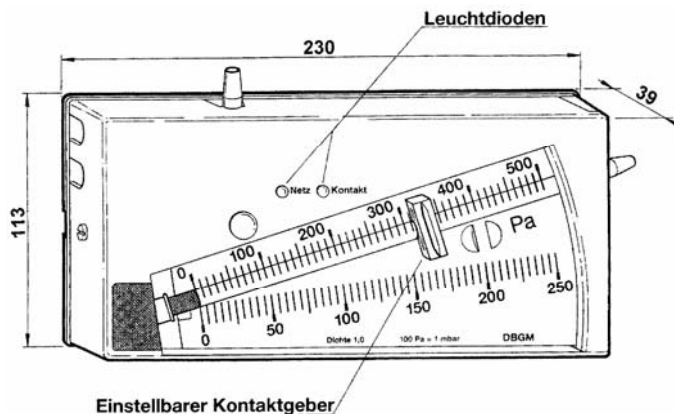 Leuchtdioden
230
39
113
Netz Kontakt
0 100 200 300 400 500
Pa
0 50 100 150 200 250
Dichte 1,0 100 Pa = 1 mbar DBGM
Einstellbarer Kontaktgeber